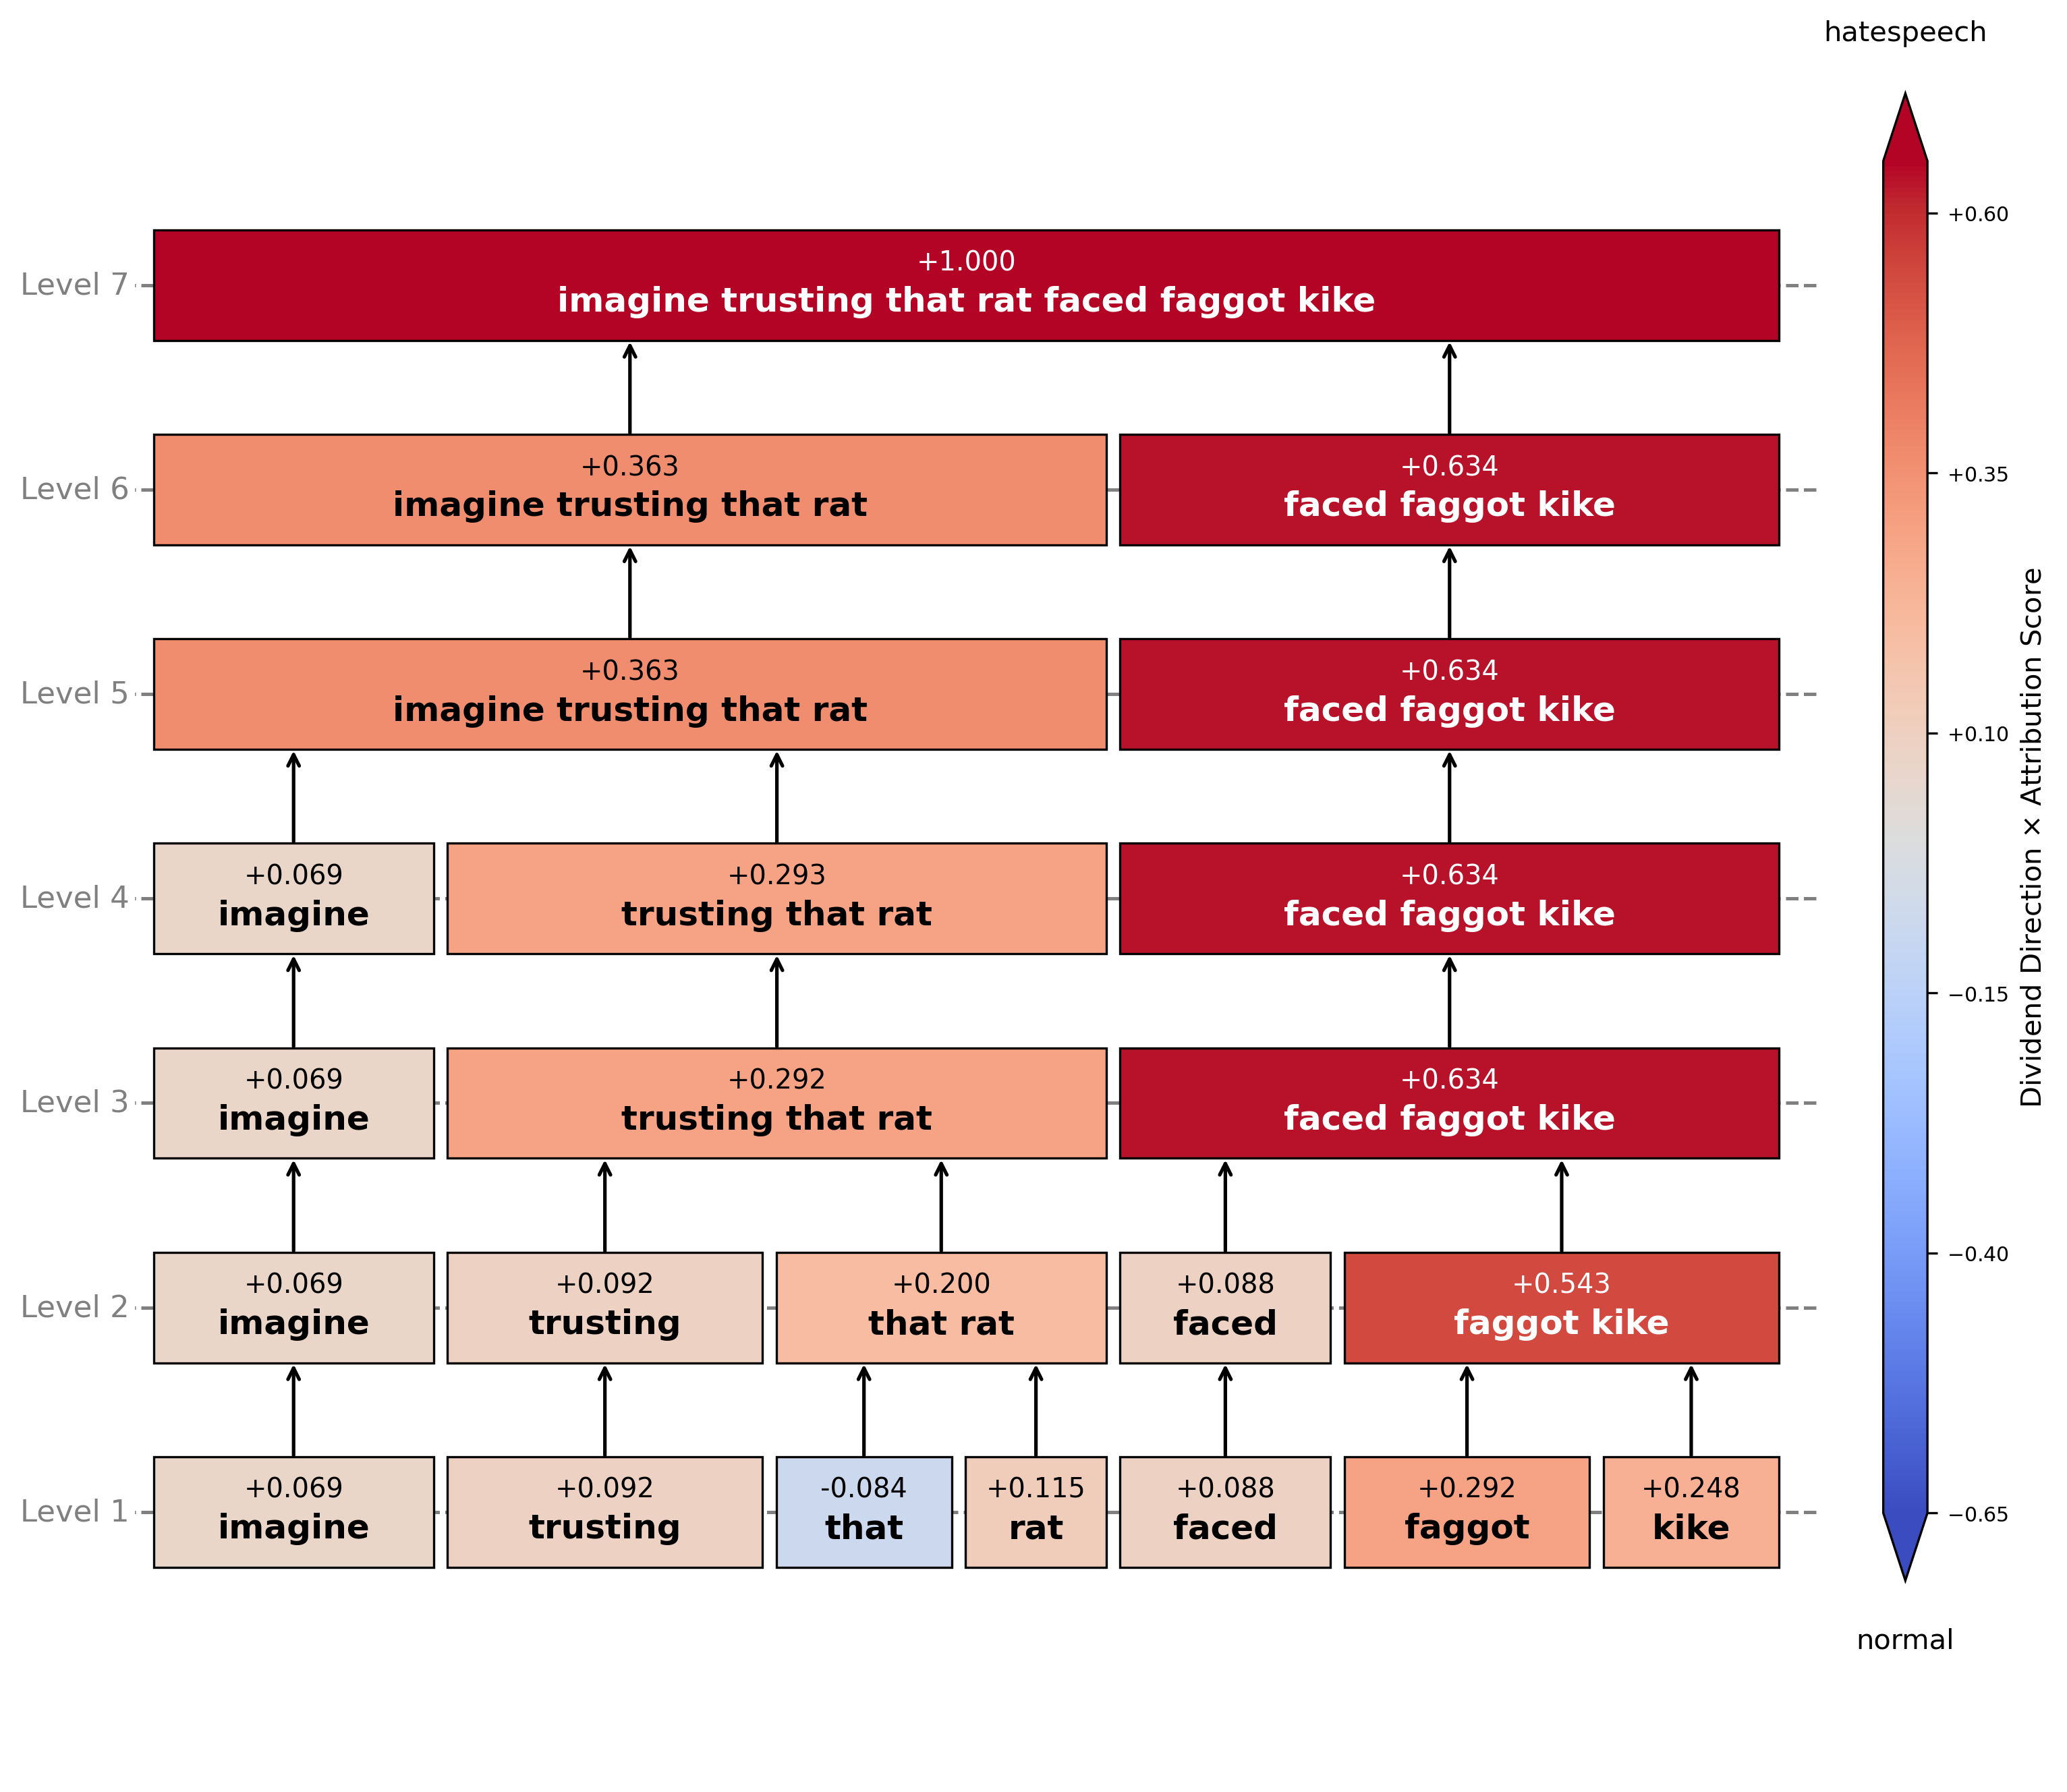 hatespeech
Level 7
+1.000
imagine trusting that rat faced faggot kike
Level 6
+0.363
imagine trusting that rat
+0.634
faced faggot kike
Level 5
+0.363
imagine trusting that rat
+0.634
faced faggot kike
Level 4
+0.069
imagine
+0.293
trusting that rat
+0.634
faced faggot kike
Level 3
+0.069
imagine
+0.292
trusting that rat
+0.634
faced faggot kike
Level 2
+0.069
imagine
+0.092
trusting
+0.200
that rat
+0.088
faced
+0.543
faggot kike
Level 1
+0.069
imagine
+0.092
trusting
-0.084
that
+0.115
rat
+0.088
faced
+0.292
faggot
+0.248
kike
+0.60
+0.35
+0.10
−0.15
−0.40
−0.65
Dividend Direction × Attribution Score
normal